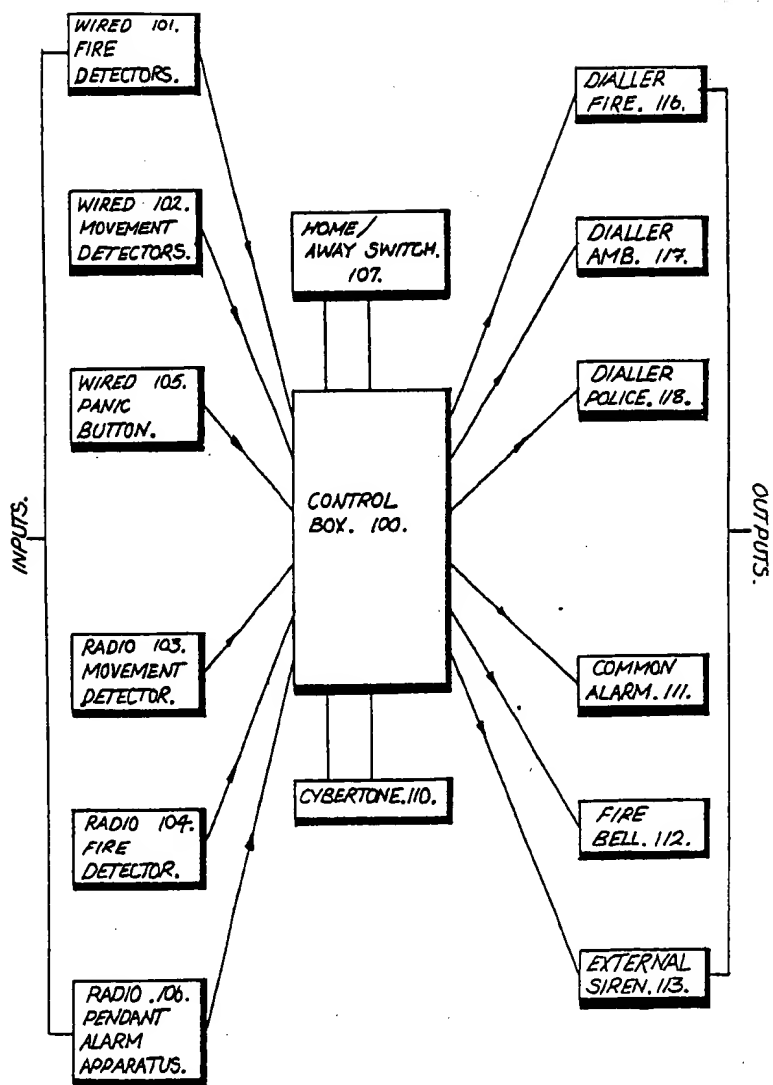 INPUTS.
WIRED 101.
FIRE
DETECTORS.
WIRED 102.
MOVEMENT
DETECTORS.
WIRED 105.
PANIC
BUTTON.
RADIO 103.
MOVEMENT
DETECTOR.
RADIO 104.
FIRE
DETECTOR.
RADIO .106.
PENDANT
ALARM
APPARATUS.
HOME/
AWAY SWITCH.
107.
CONTROL
BOX. 100.
CYBERTONE.110.
DIALLER
FIRE. 116.
DIALLER
AMB. 117.
DIALLER
POLICE. 118.
COMMON
ALARM. 111.
FIRE
BELL. 112.
EXTERNAL
SIREN. 113.
OUTPUTS.